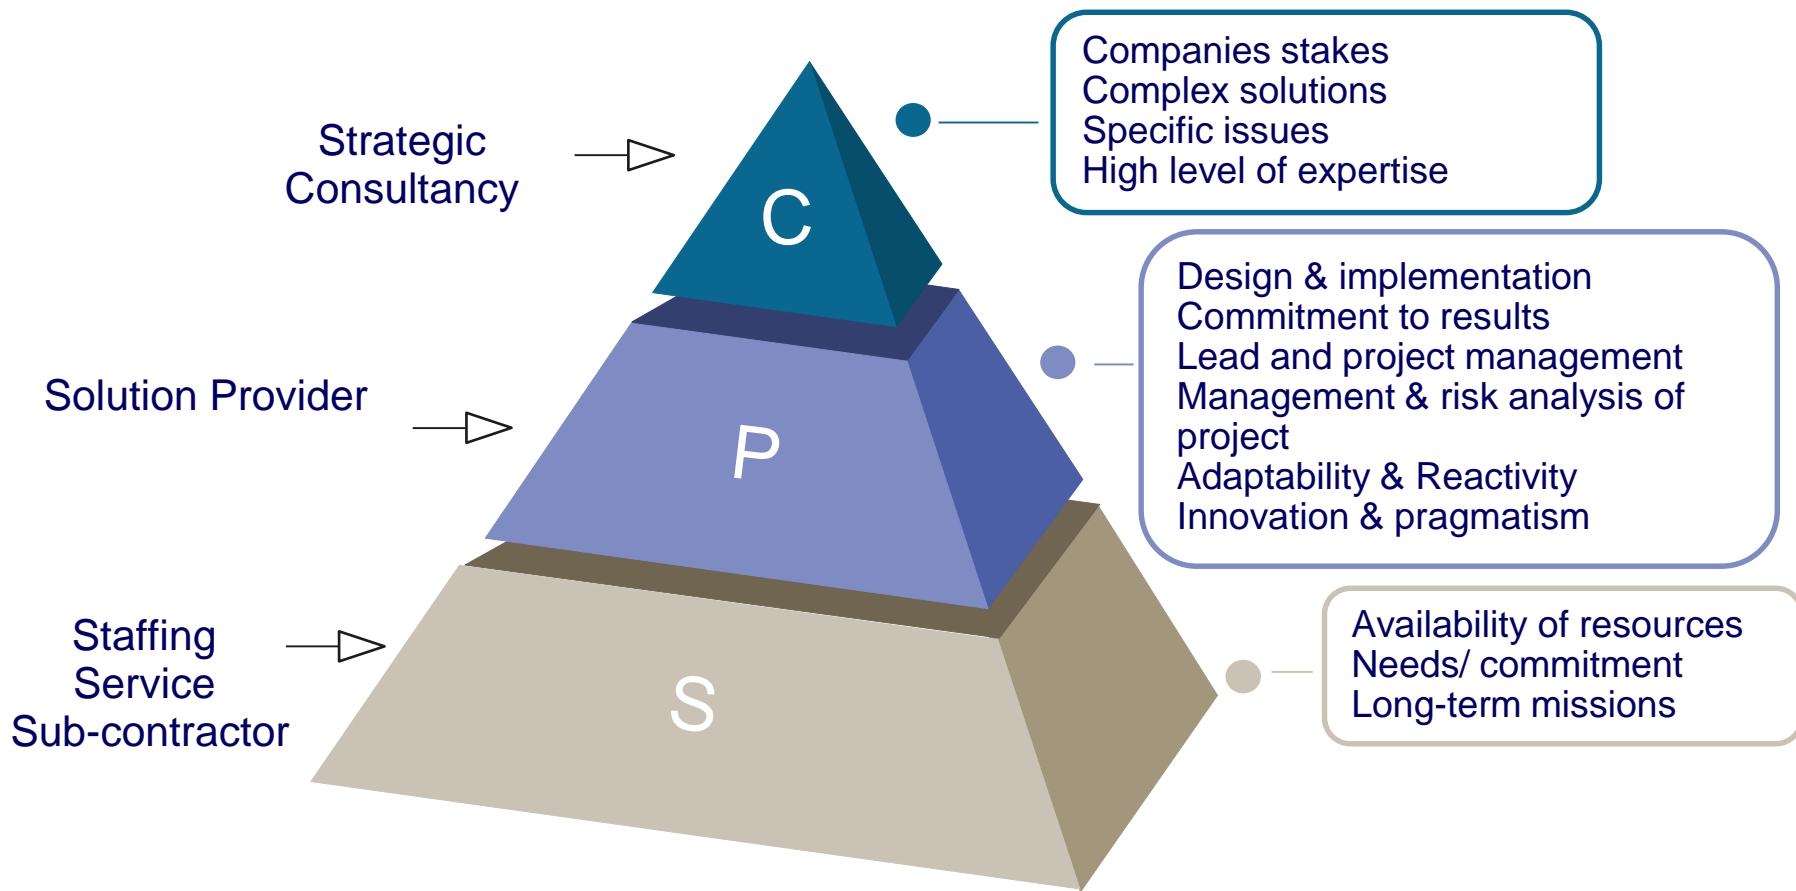 Strategic
Consultancy
C
Companies stakes
Complex solutions
Specific issues
High level of expertise
Solution Provider
P
Design & implementation
Commitment to results
Lead and project management
Management & risk analysis of
project
Adaptability & Reactivity
Innovation & pragmatism
Staffing
Service
Sub-contractor
S
Availability of resources
Needs/ commitment
Long-term missions